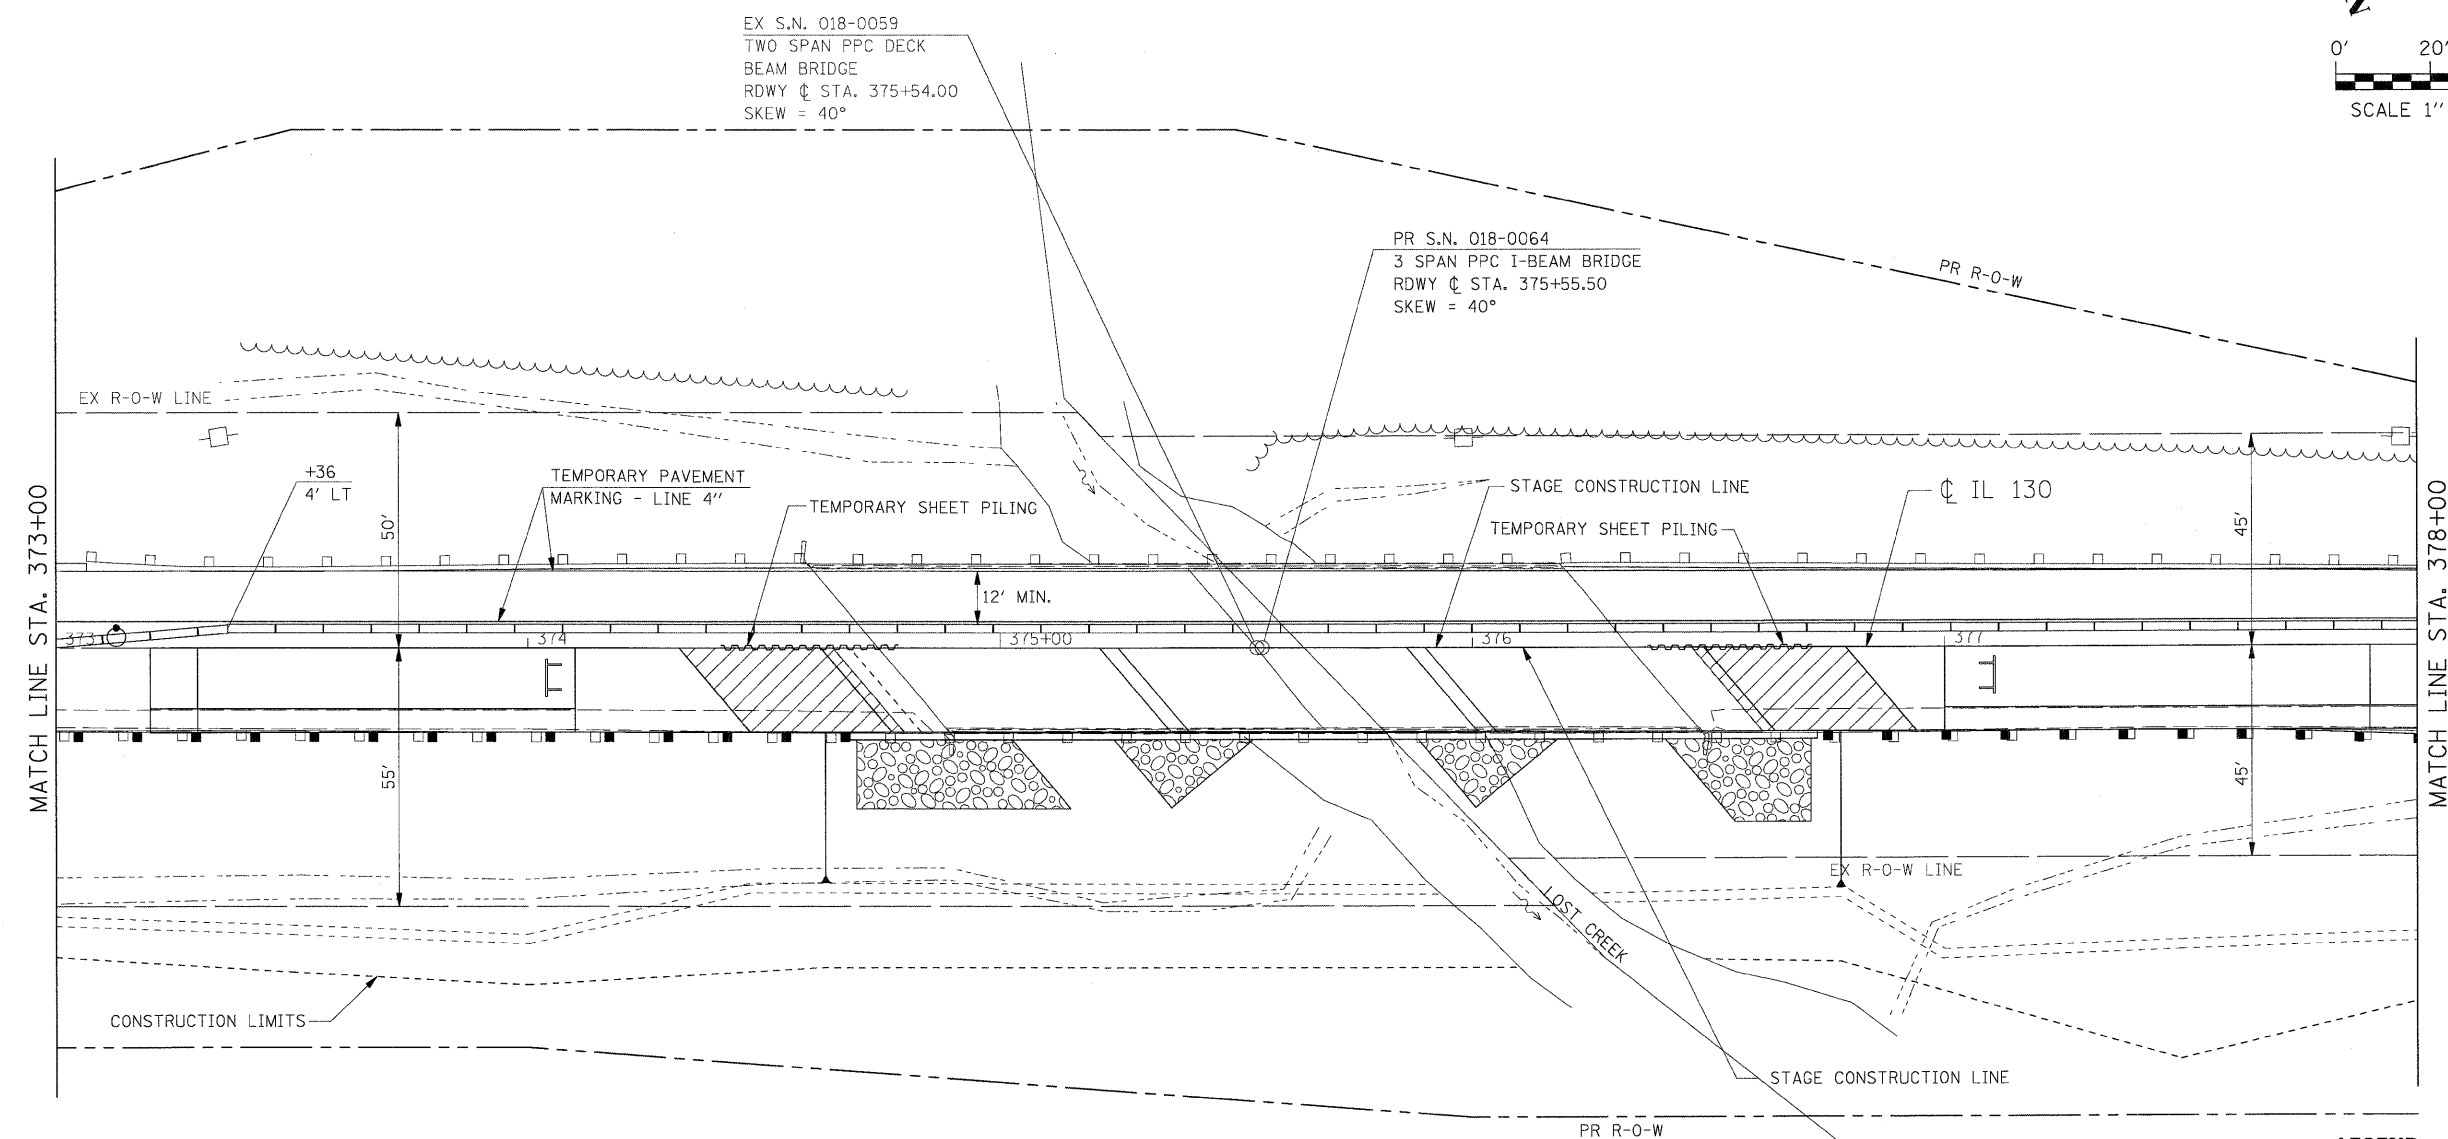 EX S.N. 018-0059
TWO SPAN PPC DECK
BEAM BRIDGE
RDWY ℄ STA. 375+54.00
SKEW = 40°
0' 20'
SCALE 1"
PR S.N. 018-0064
3 SPAN PPC I-BEAM BRIDGE
RDWY ℄ STA. 375+55.50
SKEW = 40°
PR R-O-W
EX R-O-W LINE
+36
4' LT
TEMPORARY PAVEMENT
MARKING - LINE 4"
TEMPORARY SHEET PILING
STAGE CONSTRUCTION LINE
TEMPORARY SHEET PILING
℄ IL 130
50'
45'
12' MIN.
373
374
375+00
376
377
MATCH LINE STA. 373+00
MATCH LINE STA. 378+00
55'
45'
EX R-O-W LINE
LOST CREEK
CONSTRUCTION LIMITS
STAGE CONSTRUCTION LINE
PR R-O-W